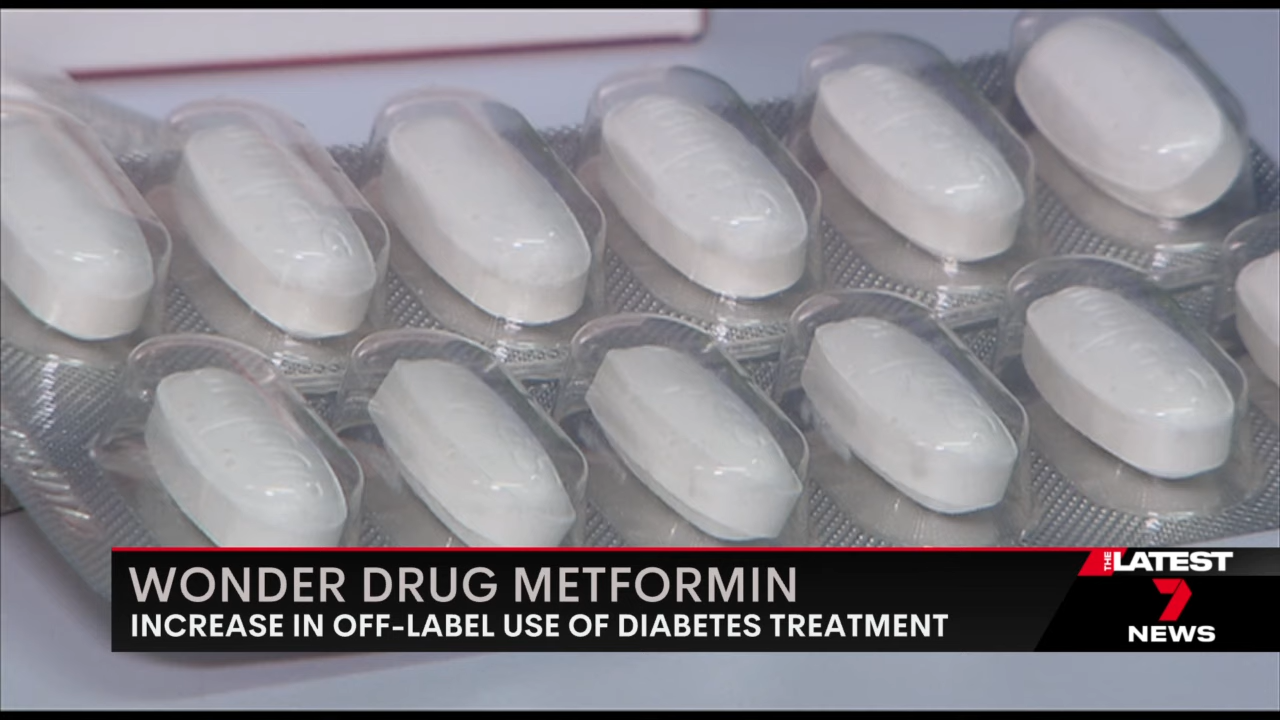 WONDER DRUG METFORMIN
INCREASE IN OFF-LABEL USE OF DIABETES TREATMENT
THE LATEST
7
NEWS